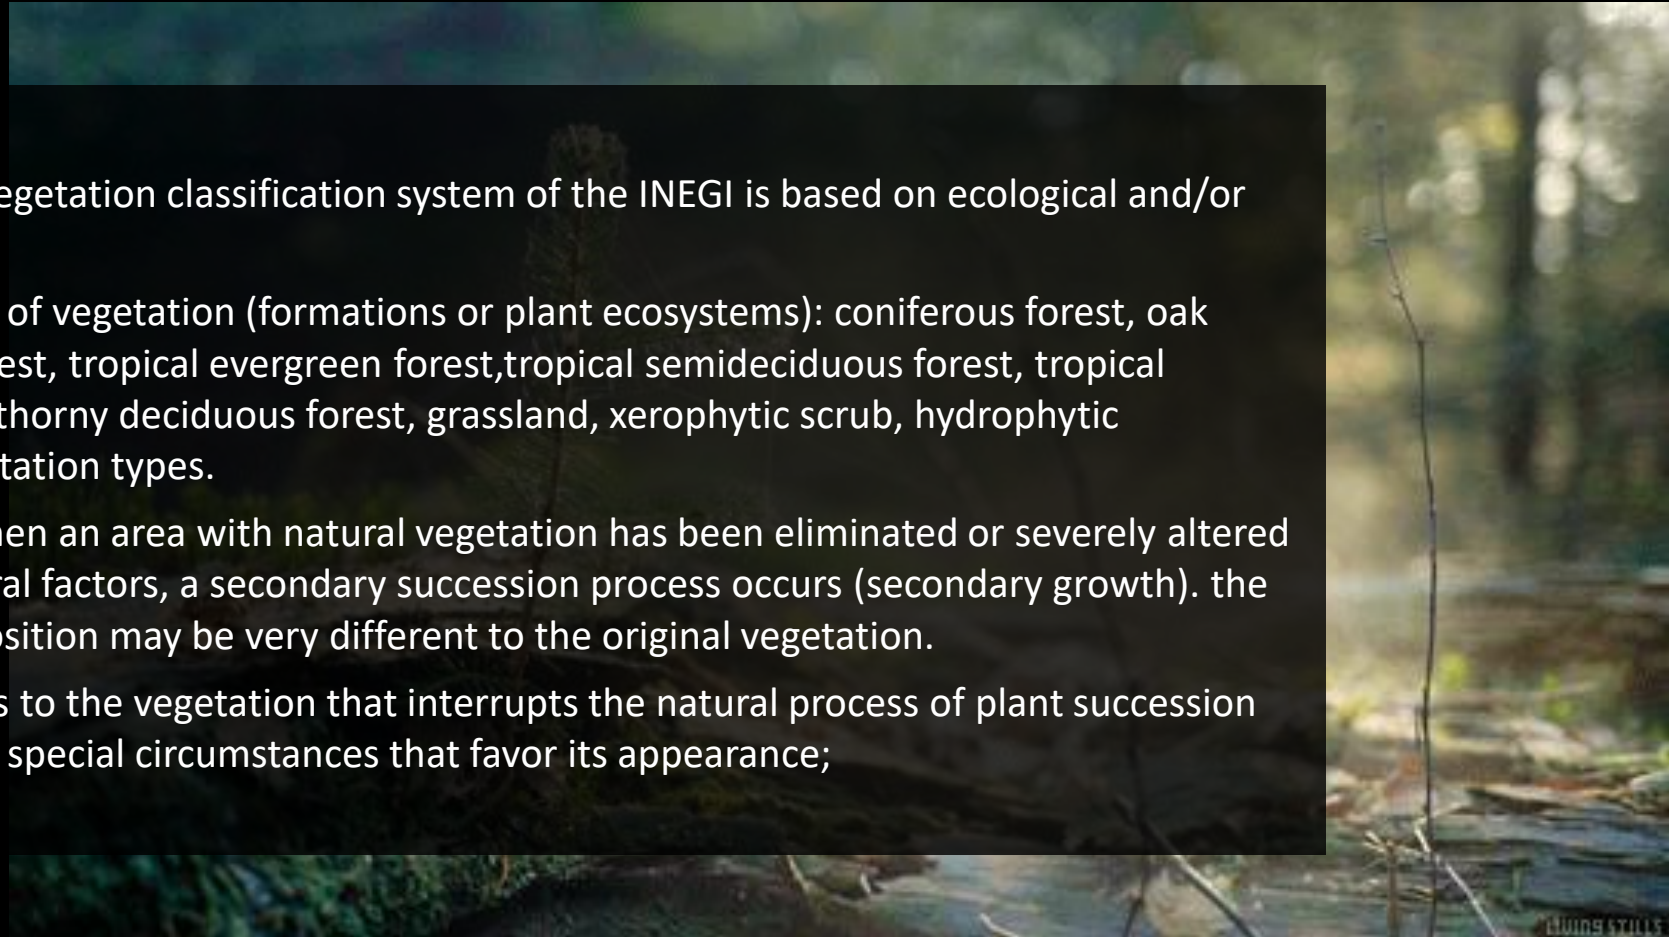 egetation classification system of the INEGI is based on ecological and/or
of vegetation (formations or plant ecosystems): coniferous forest, oak
est, tropical evergreen forest,tropical semideciduous forest, tropical
thorny deciduous forest, grassland, xerophytic scrub, hydrophytic
tation types.
en an area with natural vegetation has been eliminated or severely altered
al factors, a secondary succession process occurs (secondary growth). the
sition may be very different to the original vegetation.
s to the vegetation that interrupts the natural process of plant succession
special circumstances that favor its appearance;
LIVING STILLS